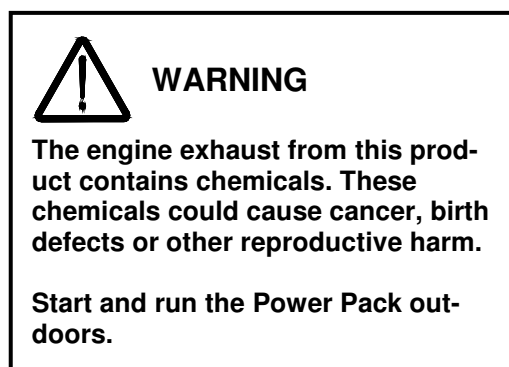 WARNING
The engine exhaust from this prod-
uct contains chemicals. These
chemicals could cause cancer, birth
defects or other reproductive harm.
Start and run the Power Pack out-
doors.